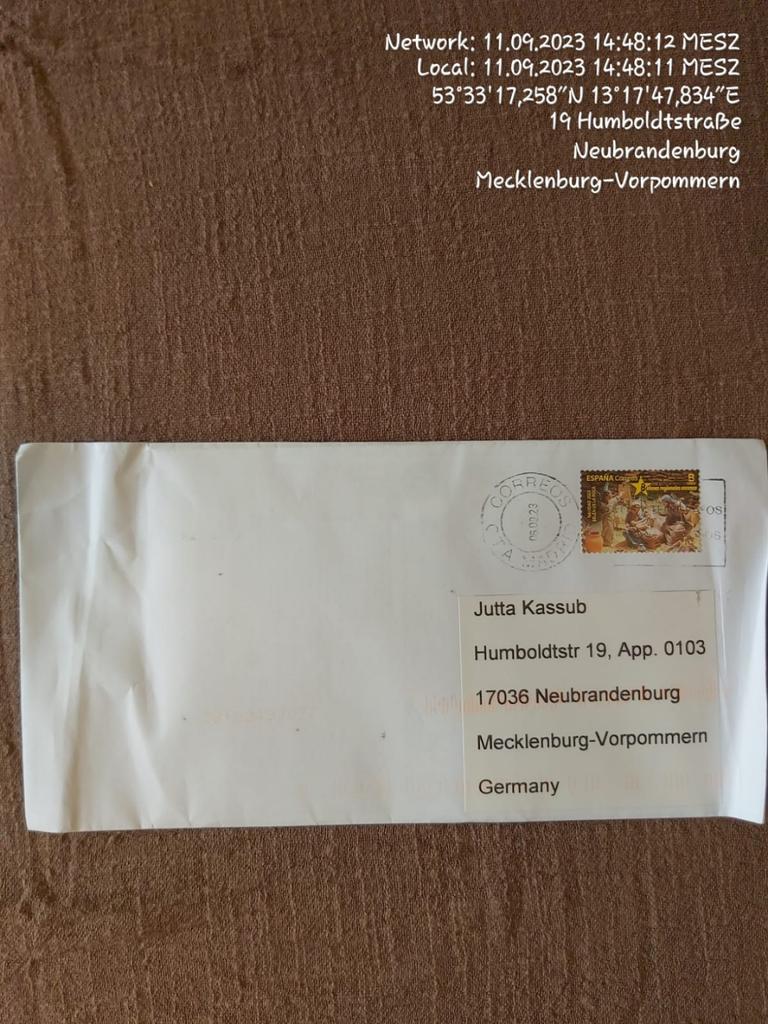 Network: 11.09.2023 14:48:12 MESZ
Local: 11.09.2023 14:48:11 MESZ
53°33'17,258"N 13°17'47,834"E
19 Humboldtstraße
Neubrandenburg
Mecklenburg-Vorpommern
CORREOS
ESPAÑA Correos
B
MADRID
Jutta Kassub
Humboldtstr 19, App. 0103
17036 Neubrandenburg
Mecklenburg-Vorpommern
Germany